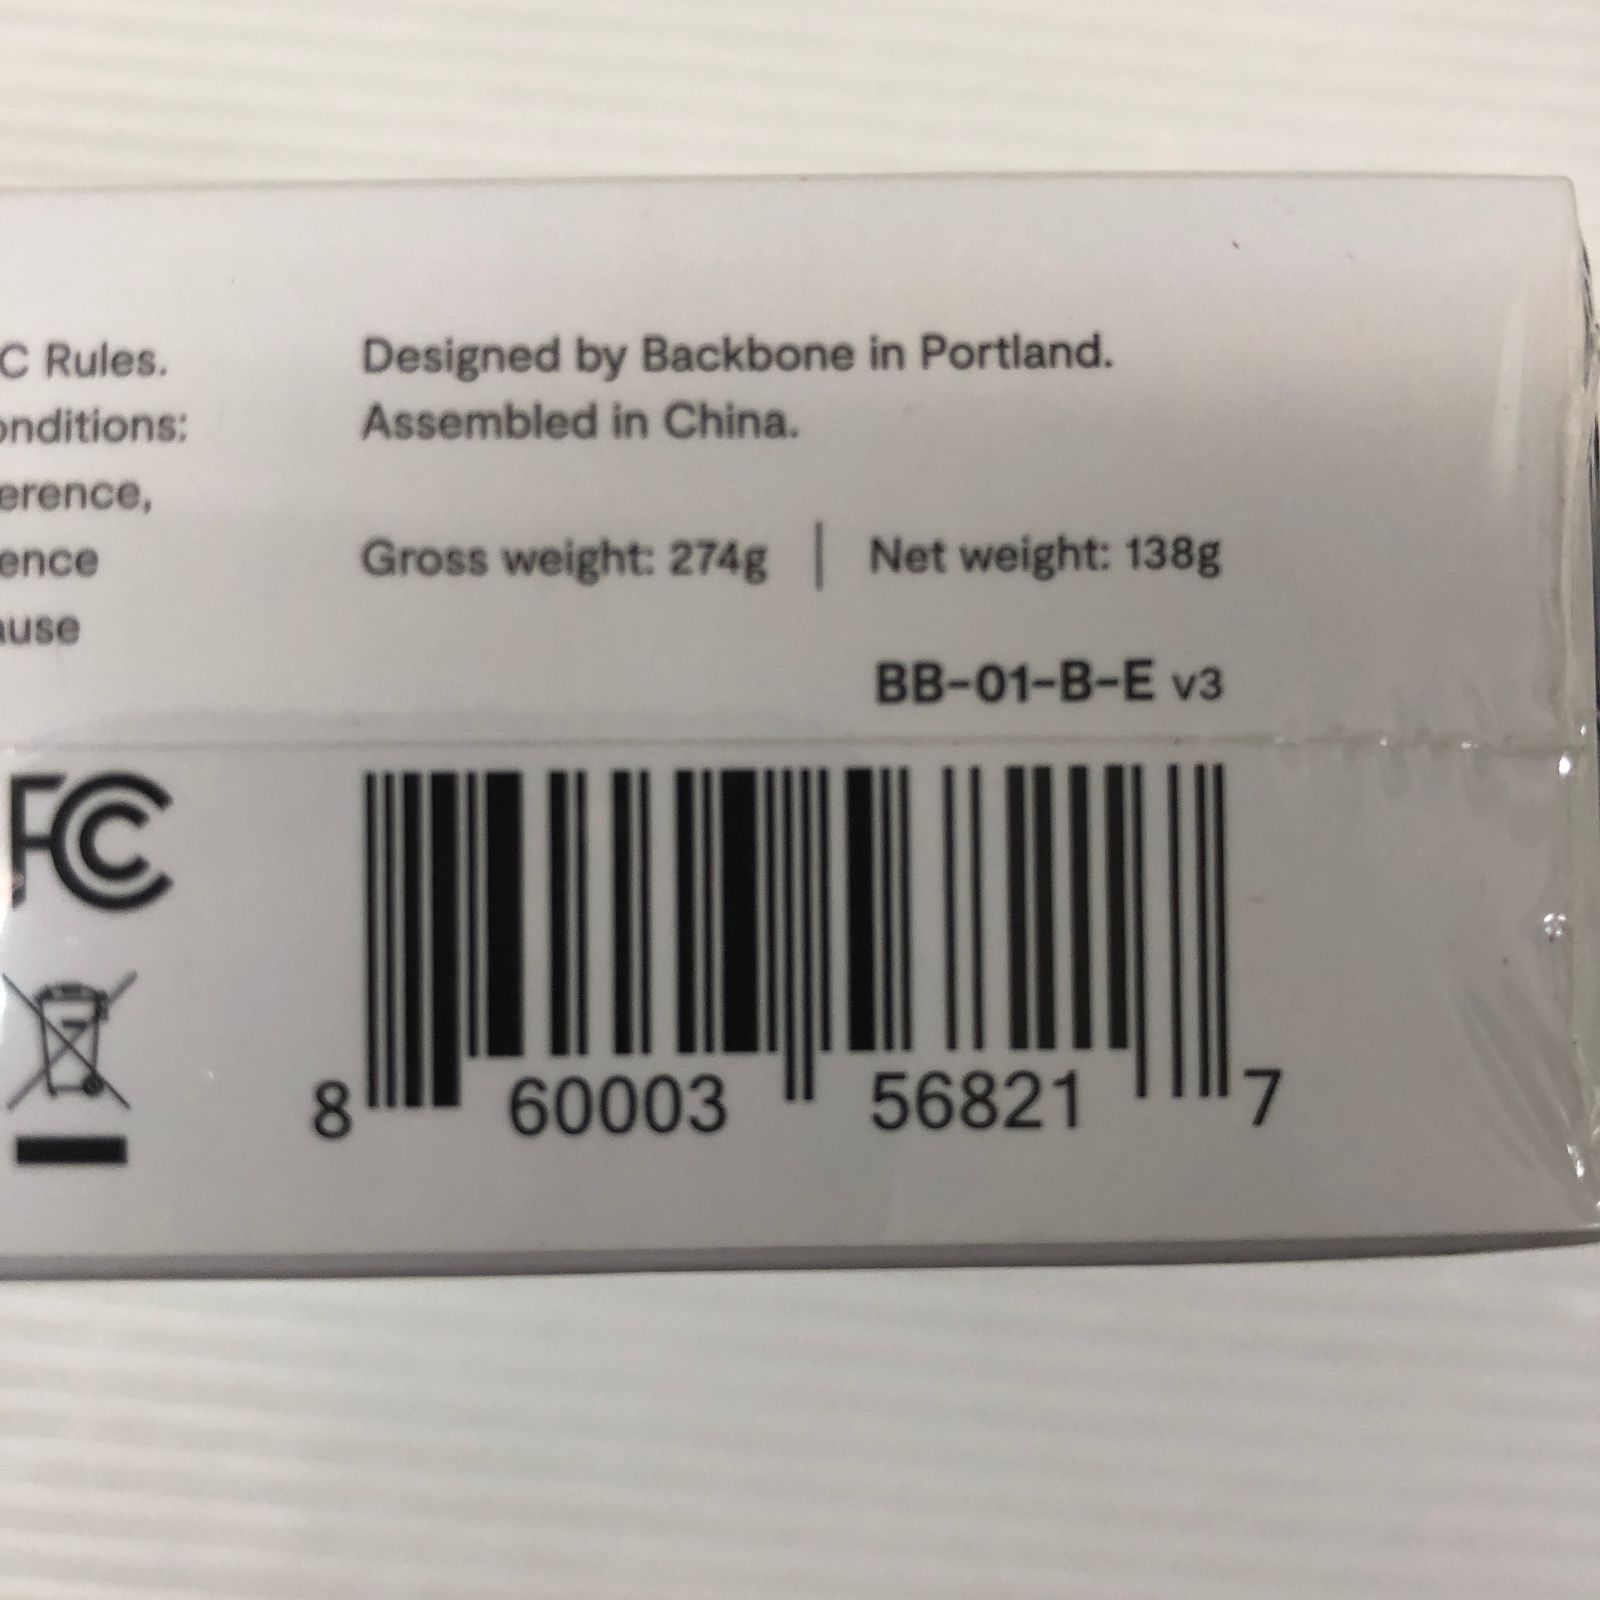 C Rules.
onditions:
erence,
ence
ause
Designed by Backbone in Portland.
Assembled in China.
Gross weight: 274g | Net weight: 138g
BB-01-B-E v3
FC
8 60003 56821 7